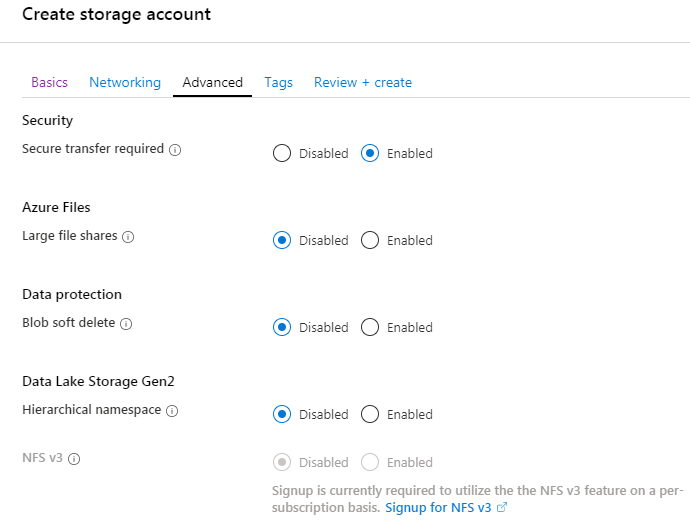 Create storage account
Basics Networking Advanced Tags Review + create
Security
Secure transfer required Disabled Enabled
Azure Files
Large file shares Disabled Enabled
Data protection
Blob soft delete Disabled Enabled
Data Lake Storage Gen2
Hierarchical namespace Disabled Enabled
NFS v3 Disabled Enabled
Signup is currently required to utilize the the NFS v3 feature on a per-
subscription basis. Signup for NFS v3